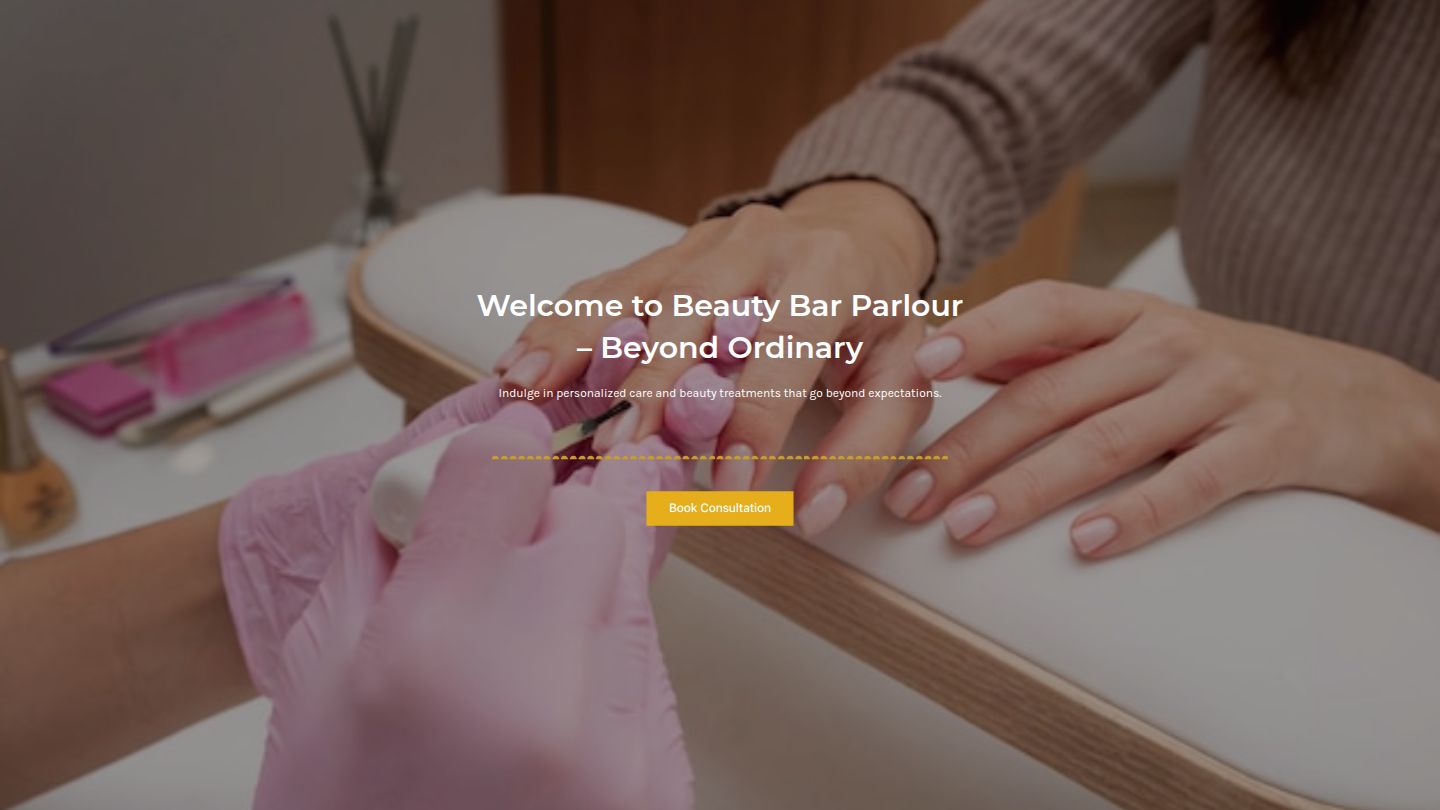 Welcome to Beauty Bar Parlour
– Beyond Ordinary
Indulge in personalized care and beauty treatments that go beyond expectations.
Book Consultation